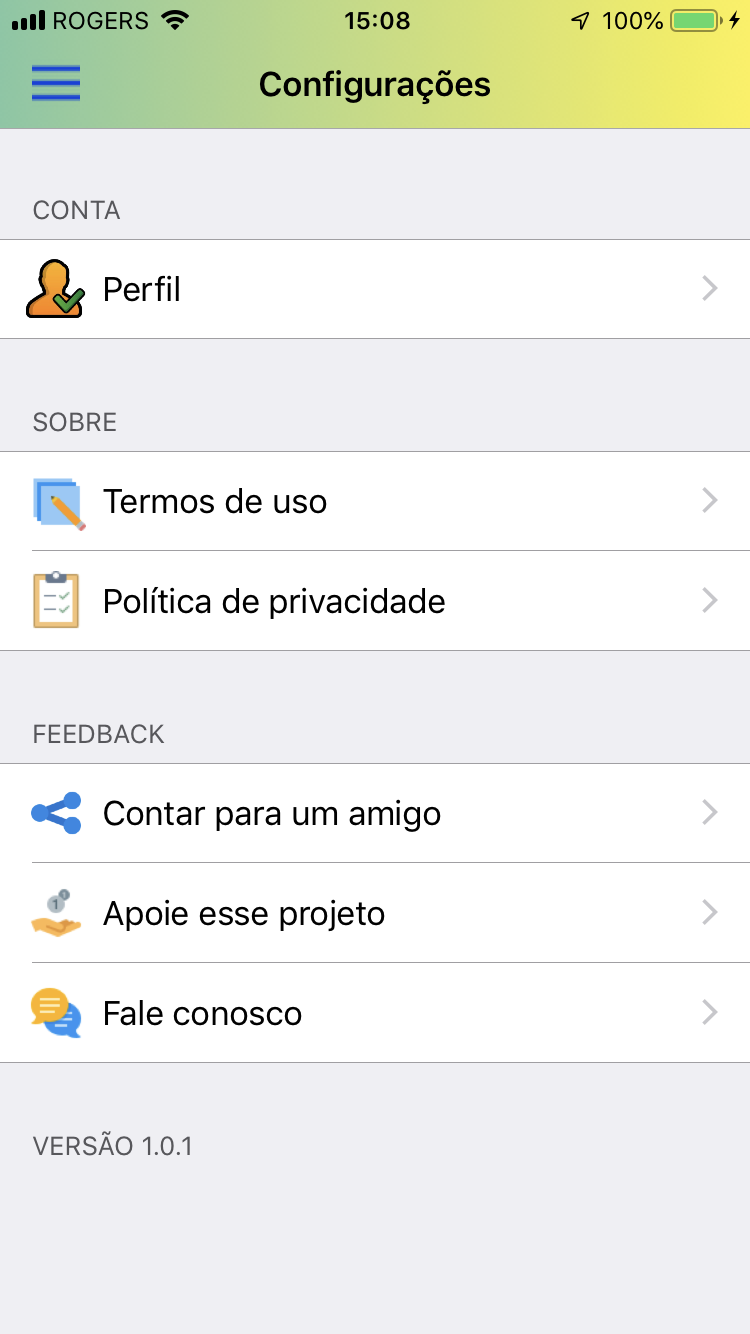 ROGERS 15:08 100%
Configurações
CONTA
Perfil
SOBRE
Termos de uso
Política de privacidade
FEEDBACK
Contar para um amigo
Apoie esse projeto
Fale conosco
VERSÃO 1.0.1